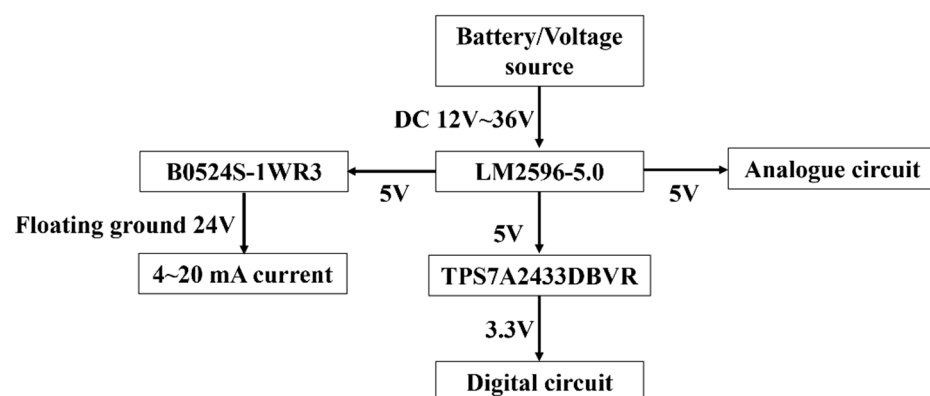 Battery/Voltage
source
DC 12V~36V
B0524S-1WR3
5V
LM2596-5.0
5V
Analogue circuit
Floating ground 24V
5V
4~20 mA current
TPS7A2433DBVR
3.3V
Digital circuit